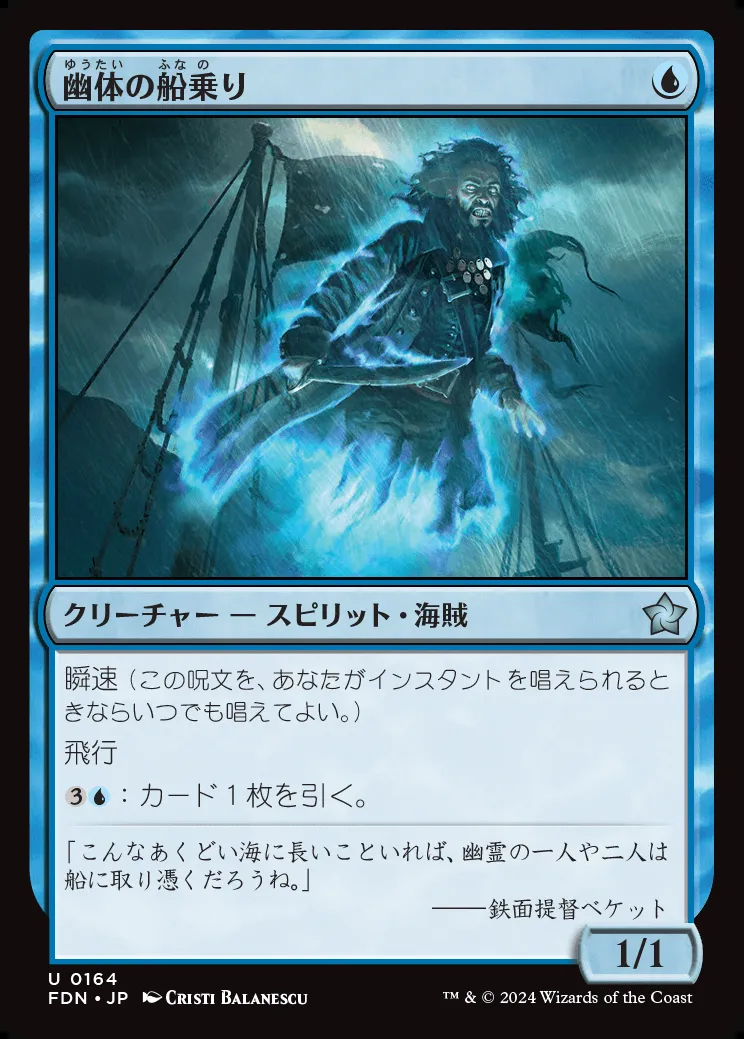 ゆうたい ふなの
幽体の船乗り
クリーチャー — スピリット・海賊
瞬速（この呪文を、あなたがインスタントを唱えられると
きならいつでも唱えてよい。）
飛行
3：カード１枚を引く。
「こんなあくどい海に長いこといれば、幽霊の一人や二人は
船に取り憑くだろうね。」
――鉄面提督ベケット
1/1
U 0164
FDN • JP Cristi Balanescu
™ & © 2024 Wizards of the Coast